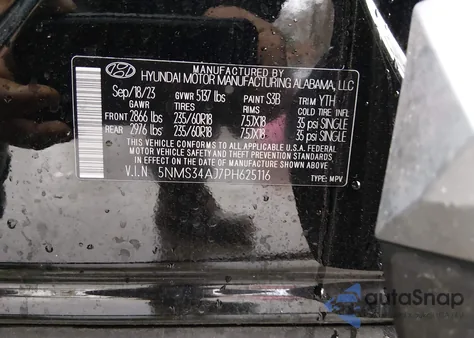 MANUFACTURED BY
HYUNDAI MOTOR MANUFACTURING ALABAMA, LLC
Sep/18/23 GVWR 5137 lbs PAINT S3B TRIM YTH
GAWR TIRES RIMS COLD TIRE INFL
FRONT 2866 lbs 235/60R18 7.5JX18 35 psi SINGLE
REAR 2976 lbs 235/60R18 7.5JX18 35 psi SINGLE
THIS VEHICLE CONFORMS TO ALL APPLICABLE U.S.A FEDERAL
MOTOR VEHICLE SAFETY AND THEFT PREVENTION STANDARDS
IN EFFECT ON THE DATE OF MANUFACTURE SHOWN ABOVE.
V.I.N 5NMS34AJ7PH625116 TYPE: MPV
autoSnap